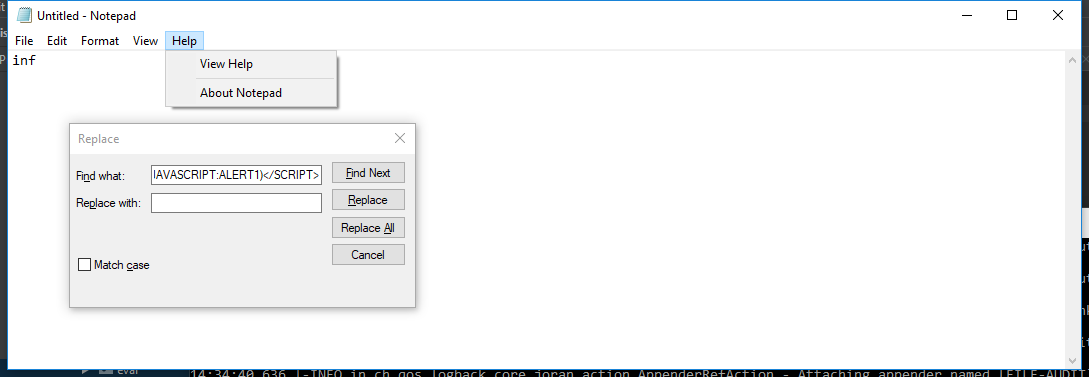 Untitled - Notepad
File Edit Format View Help
inf
View Help
About Notepad
Replace
Find what: JAVASCRIPT:ALERT1)</SCRIPT> Find Next
Replace with: Replace
Replace All
Cancel
Match case
eval
14:34:40,636 |-INFO in ch.qos.logback.core.joran.action.AppenderRefAction - Attaching appender named [FILE-AUDIT